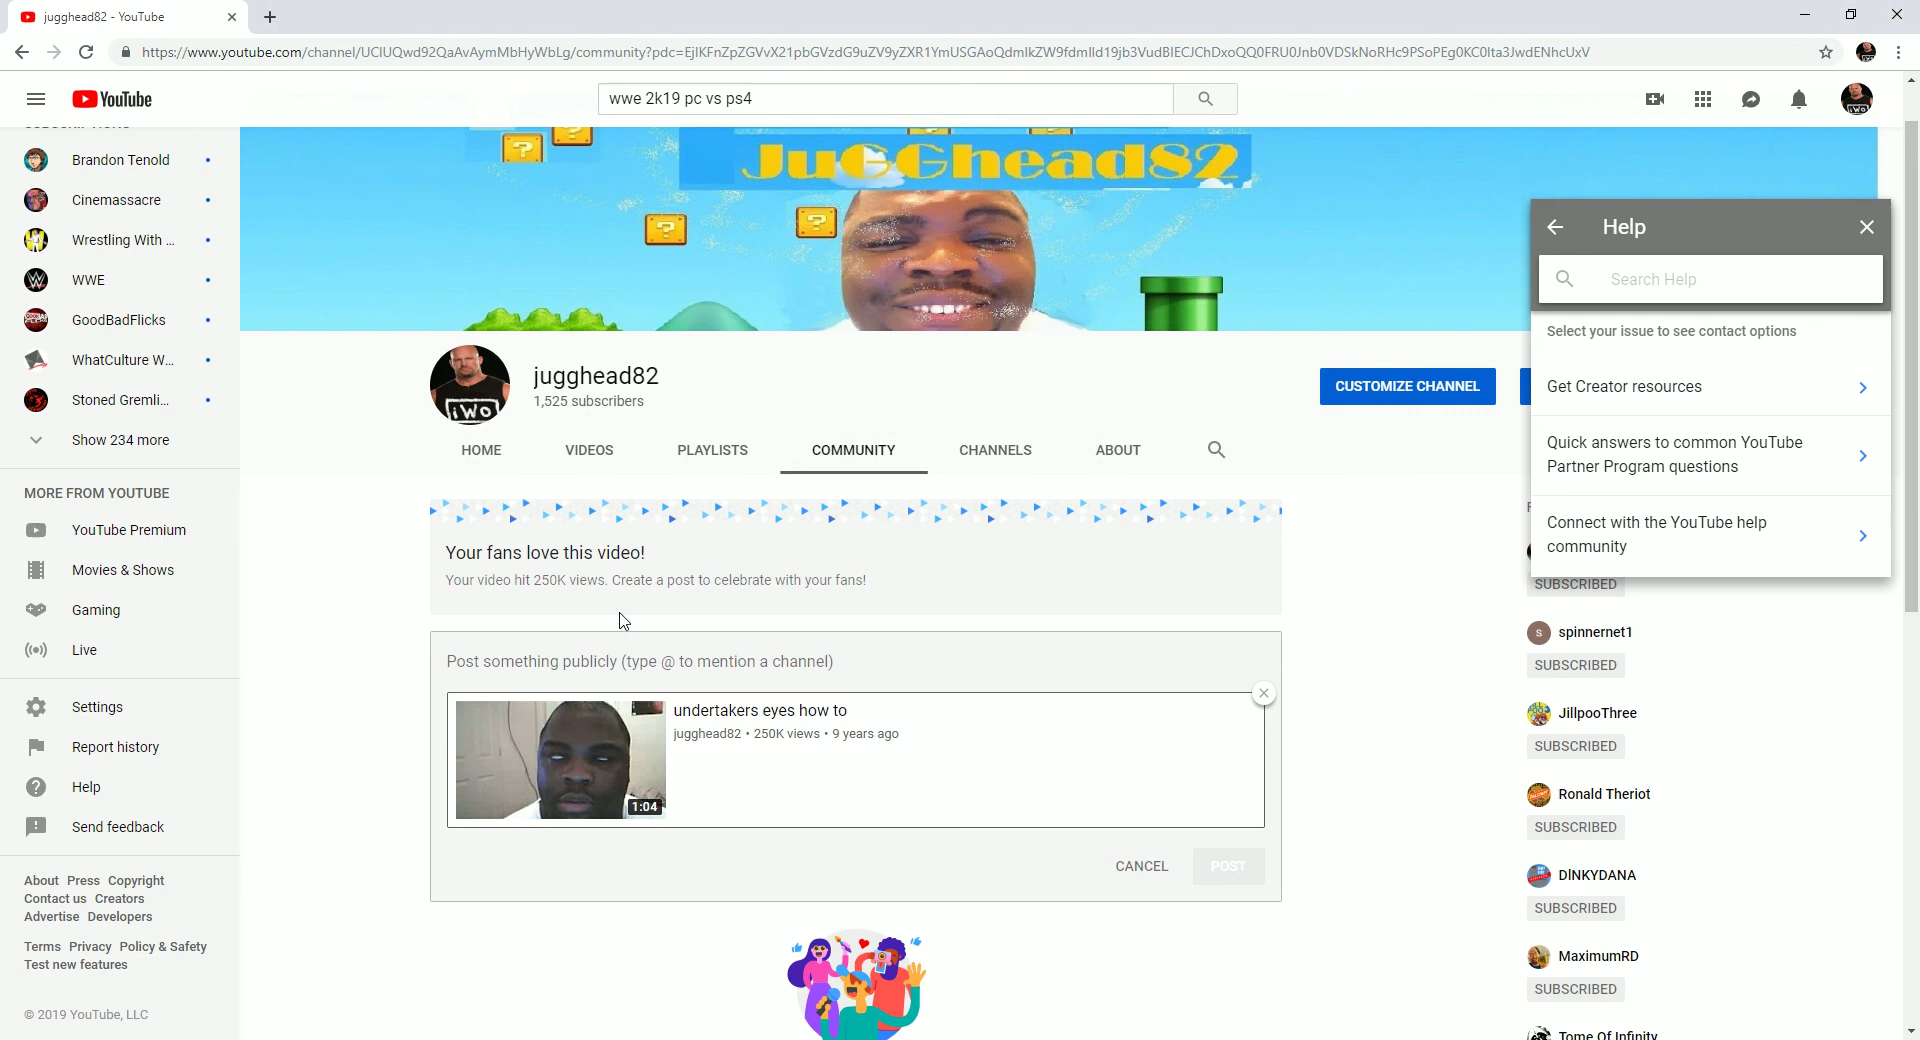 jugghead82 - YouTube
https://www.youtube.com/channel/UCIUQwd92QaAvAymMbHyWbLg/community?pdc=EjIKFnZpZGVvX21pbGVzdG9uZV9yZXR1YmUSGAoQdmlkZW9fdmlld19jb3VudBIECJChDxoQQ0FRU0Jnb0VDSkNoRHc9PSoPEg0KC0lta3JwdENhcUxV
YouTube
wwe 2k19 pc vs ps4
Brandon Tenold
Cinemassacre
Wrestling With ...
WWE
GoodBadFlicks
WhatCulture W...
Stoned Gremli...
Show 234 more
MORE FROM YOUTUBE
YouTube Premium
Movies & Shows
Gaming
Live
Settings
Report history
Help
Send feedback
About Press Copyright
Contact us Creators
Advertise Developers
Terms Privacy Policy & Safety
Test new features
© 2019 YouTube, LLC
JuGGhead82
iWO
jugghead82
1,525 subscribers
CUSTOMIZE CHANNEL
HOME VIDEOS PLAYLISTS COMMUNITY CHANNELS ABOUT
Your fans love this video!
Your video hit 250K views. Create a post to celebrate with your fans!
Post something publicly (type @ to mention a channel)
undertakers eyes how to
jugghead82 • 250K views • 9 years ago
1:04
CANCEL POST
Help
Search Help
Select your issue to see contact options
Get Creator resources
Quick answers to common YouTube
Partner Program questions
Connect with the YouTube help
community
SUBSCRIBED
s spinnernet1
SUBSCRIBED
JillpooThree
SUBSCRIBED
Ronald Theriot
SUBSCRIBED
DINKYDANA
SUBSCRIBED
MaximumRD
SUBSCRIBED
Tome Of Infinity